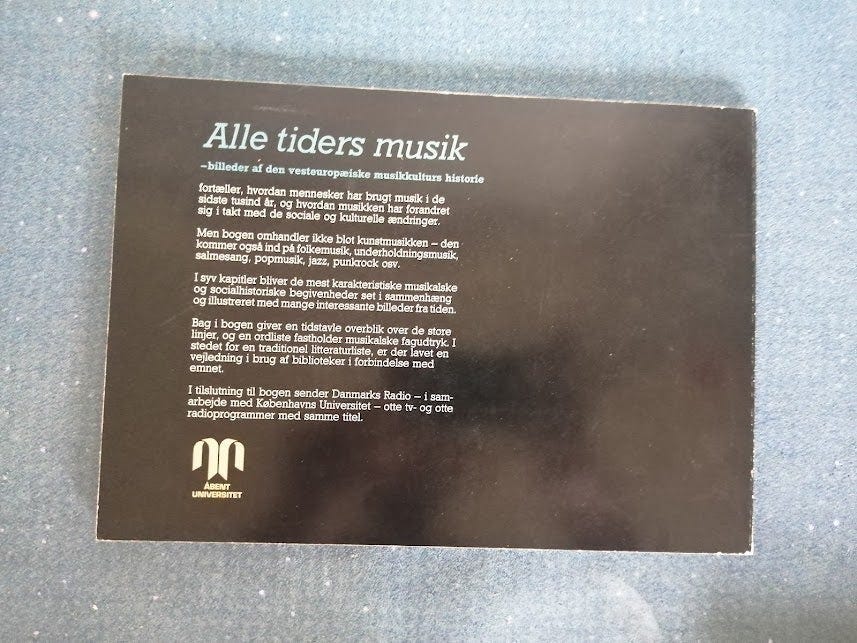 Alle tiders musik
–billeder af den vesteuropæiske musikkulturs historie
fortæller, hvordan mennesker har brugt musik i de
sidste tusind år, og hvordan musikken har forandret
sig i takt med de sociale og kulturelle ændringer.
Men bogen omhandler ikke blot kunstmusikken – den
kommer også ind på folkemusik, underholdningsmusik,
salmesang, popmusik, jazz, punkrock osv.
I syv kapitler bliver de mest karakteristiske musikalske
og socialhistoriske begivenheder set i sammenhæng
og illustreret med mange interessante billeder fra tiden.
Bag i bogen giver en tidstavle overblik over de store
linjer, og en ordliste fastholder musikalske fagudtryk. I
stedet for en traditionel litteraturliste, er der lavet en
vejledning i brug af biblioteker i forbindelse med
emnet.
I tilslutning til bogen sender Danmarks Radio – i sam-
arbejde med Københavns Universitet – otte tv- og otte
radioprogrammer med samme titel.
ÅBENT
UNIVERSITET